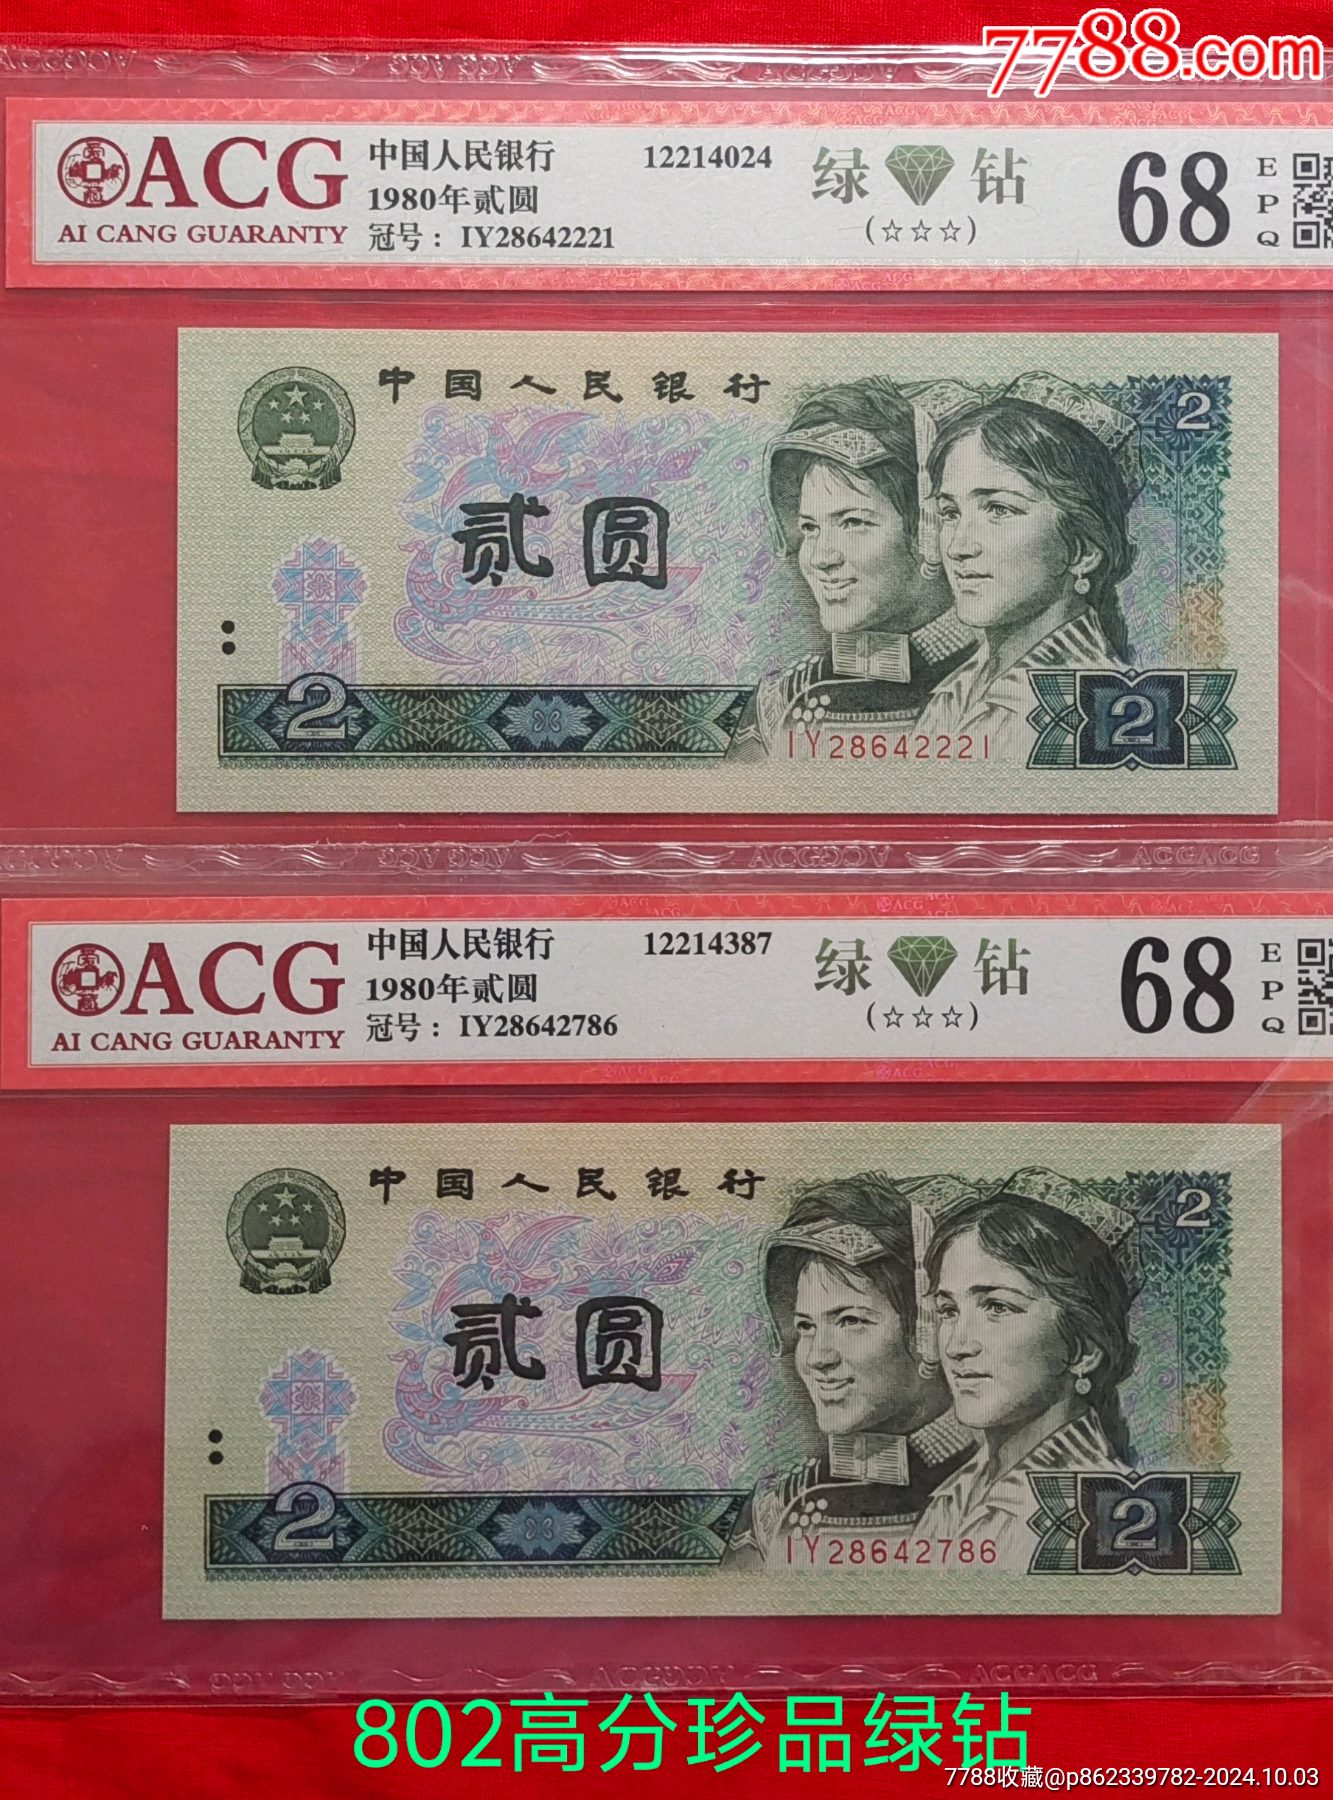 7788.com
ACG
AI CANG GUARANTY
中国人民银行 12214024
1980年贰圆
冠号：IY28642221
绿 钻
(☆☆☆)
68
EPQ
中国人民银行
2
贰圆
2
IY28642221
2
ACG
AI CANG GUARANTY
中国人民银行 12214387
1980年贰圆
冠号：IY28642786
绿 钻
(☆☆☆)
68
EPQ
中国人民银行
2
贰圆
2
IY28642786
2
802高分珍品绿钻
7788收藏@p862339782-2024.10.03